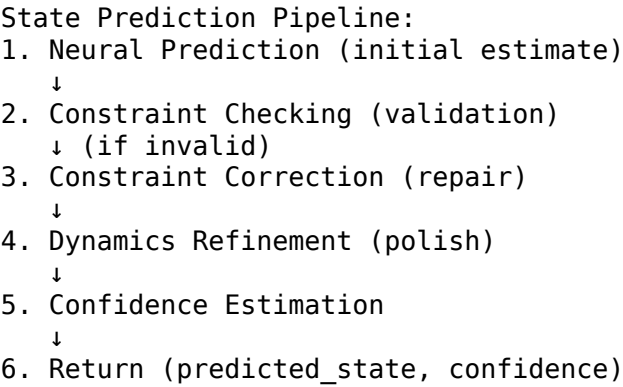 State Prediction Pipeline:
1. Neural Prediction (initial estimate)
   ↓
2. Constraint Checking (validation)
   ↓ (if invalid)
3. Constraint Correction (repair)
   ↓
4. Dynamics Refinement (polish)
   ↓
5. Confidence Estimation
   ↓
6. Return (predicted_state, confidence)